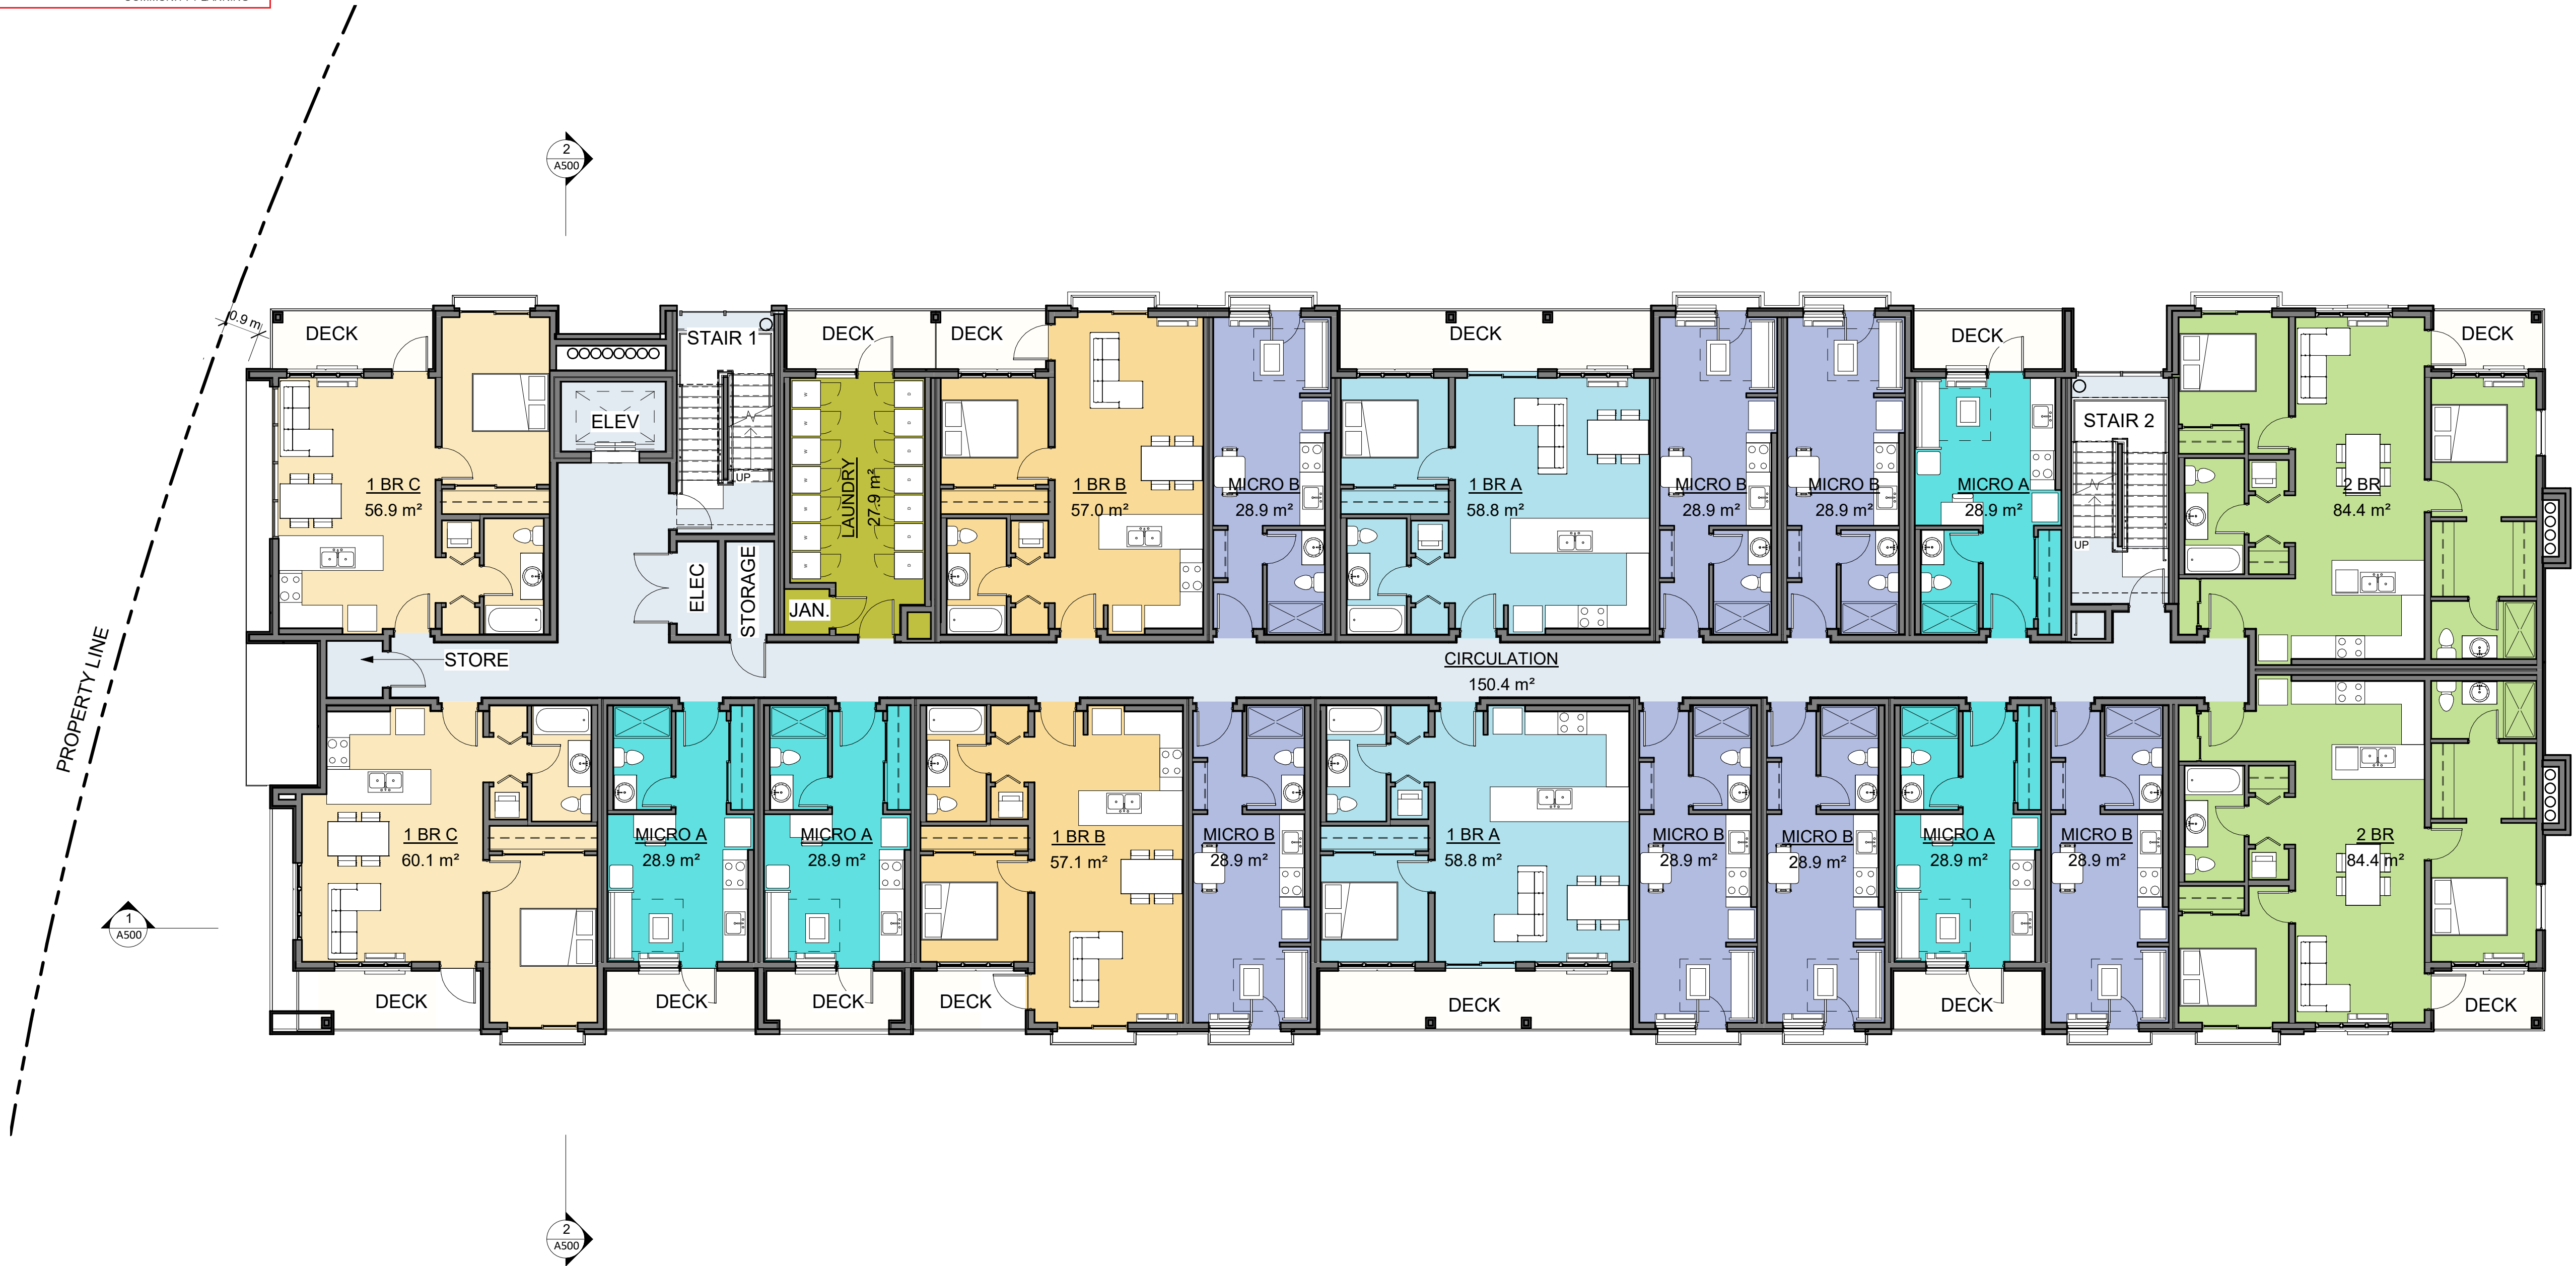 COMMUNITY PLANNING
2
A500
0.9 m
DECK
STAIR 1
DECK
DECK
DECK
DECK
DECK
ELEV
STAIR 2
UP
1 BR C
56.9 m²
LAUNDRY
27.9 m²
1 BR B
57.0 m²
MICRO B
28.9 m²
1 BR A
58.8 m²
MICRO B
28.9 m²
MICRO B
28.9 m²
MICRO A
28.9 m²
2 BR
84.4 m²
UP
ELEC
STORAGE
JAN.
STORE
CIRCULATION
150.4 m²
PROPERTY LINE
1 BR C
60.1 m²
MICRO A
28.9 m²
MICRO A
28.9 m²
1 BR B
57.1 m²
MICRO B
28.9 m²
1 BR A
58.8 m²
MICRO B
28.9 m²
MICRO B
28.9 m²
MICRO A
28.9 m²
MICRO B
28.9 m²
2 BR
84.4 m²
1
A500
DECK
DECK
DECK
DECK
DECK
DECK
DECK
2
A500